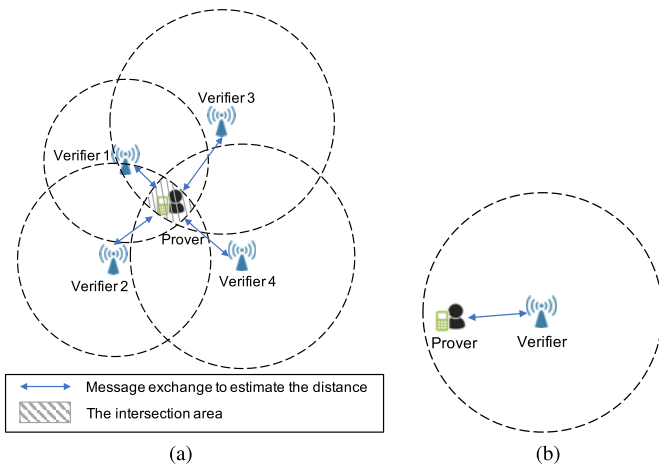 Verifier 3
Verifier 1
Prover
Verifier 2
Verifier 4
Prover
Verifier
Message exchange to estimate the distance
The intersection area
(a)
(b)